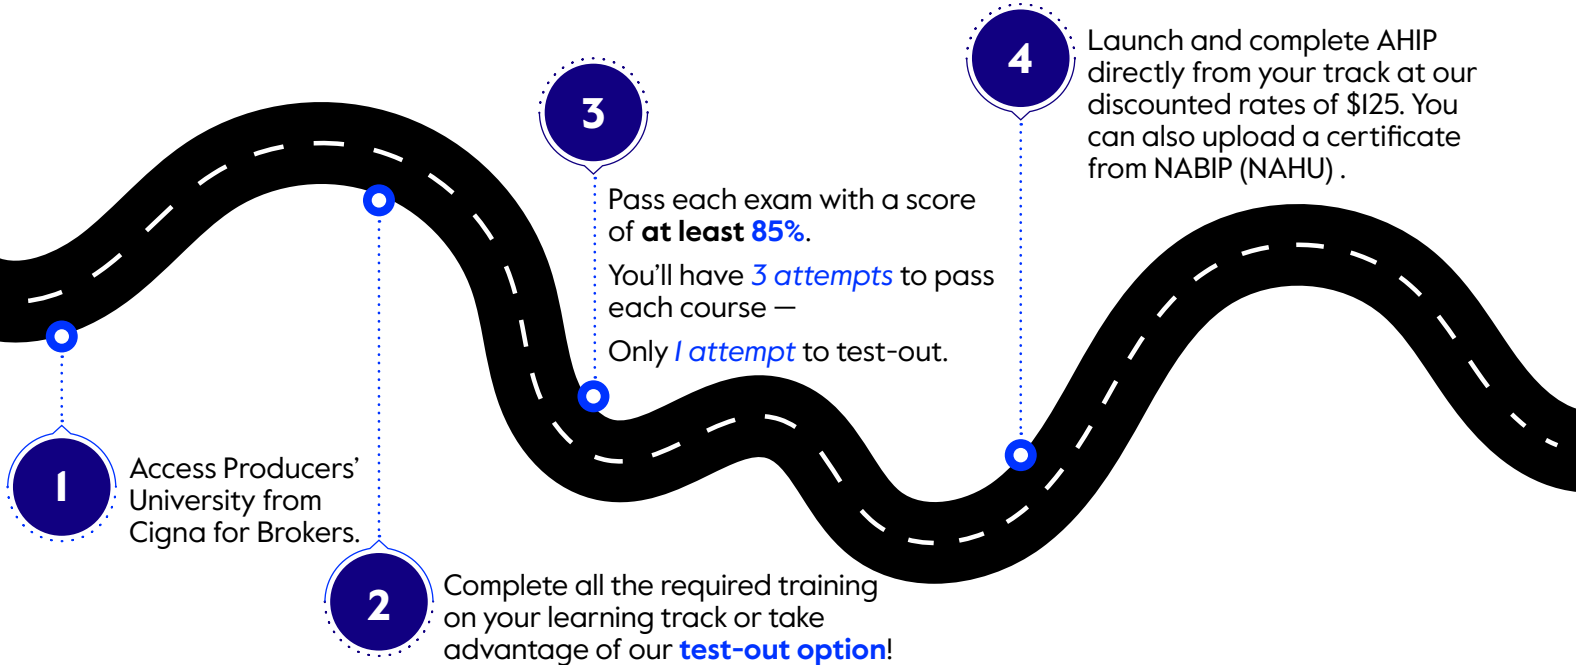 1
Access Producers’
University from
Cigna for Brokers.
2
Complete all the required training
on your learning track or take
advantage of our test-out option!
3
Pass each exam with a score
of at least 85%.
You’ll have 3 attempts to pass
each course —
Only 1 attempt to test-out.
4
Launch and complete AHIP
directly from your track at our
discounted rates of $125. You
can also upload a certificate
from NABIP (NAHU) .